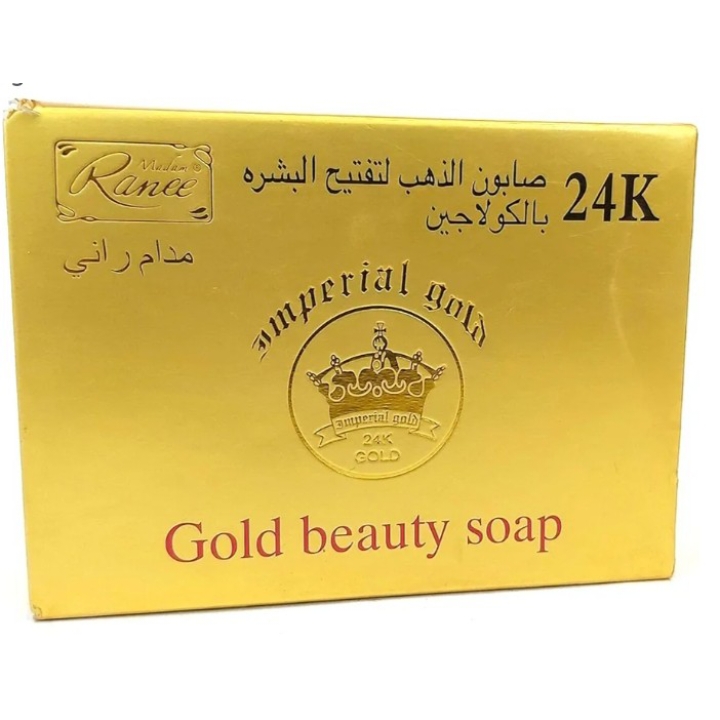 Madam®
Ranee
مدام راني
صابون الذهب لتفتيح البشره
بالكولاجين
24K
imperial gold
imperial gold
24K
GOLD
Gold beauty soap